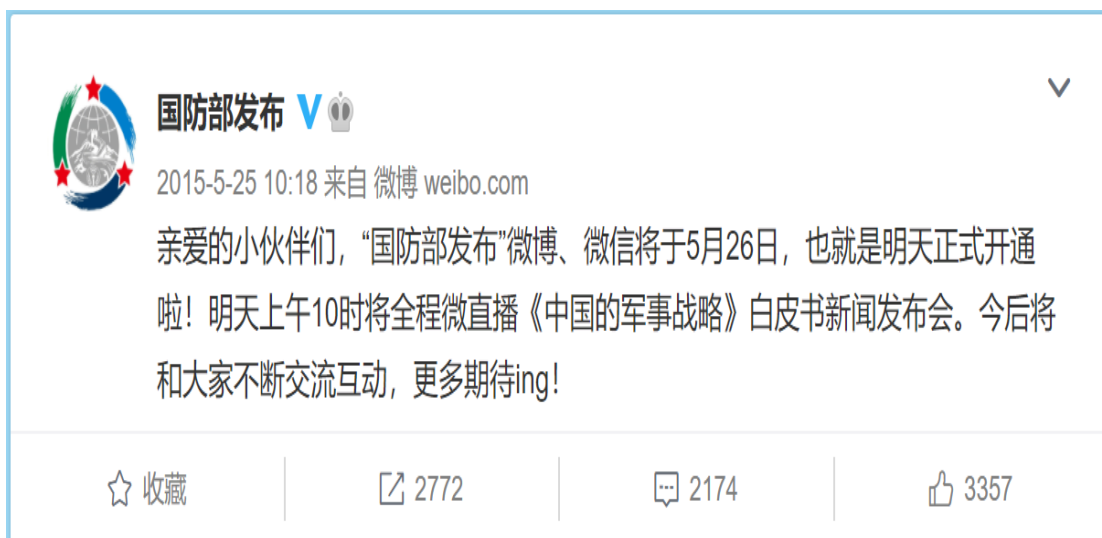 国防部发布
2015-5-25 10:18 来自 微博 weibo.com
亲爱的小伙伴们，“国防部发布”微博、微信将于5月26日，也就是明天正式开通
啦！明天上午10时将全程微直播《中国的军事战略》白皮书新闻发布会。今后将
和大家不断交流互动，更多期待ing！
收藏 2772 2174 3357